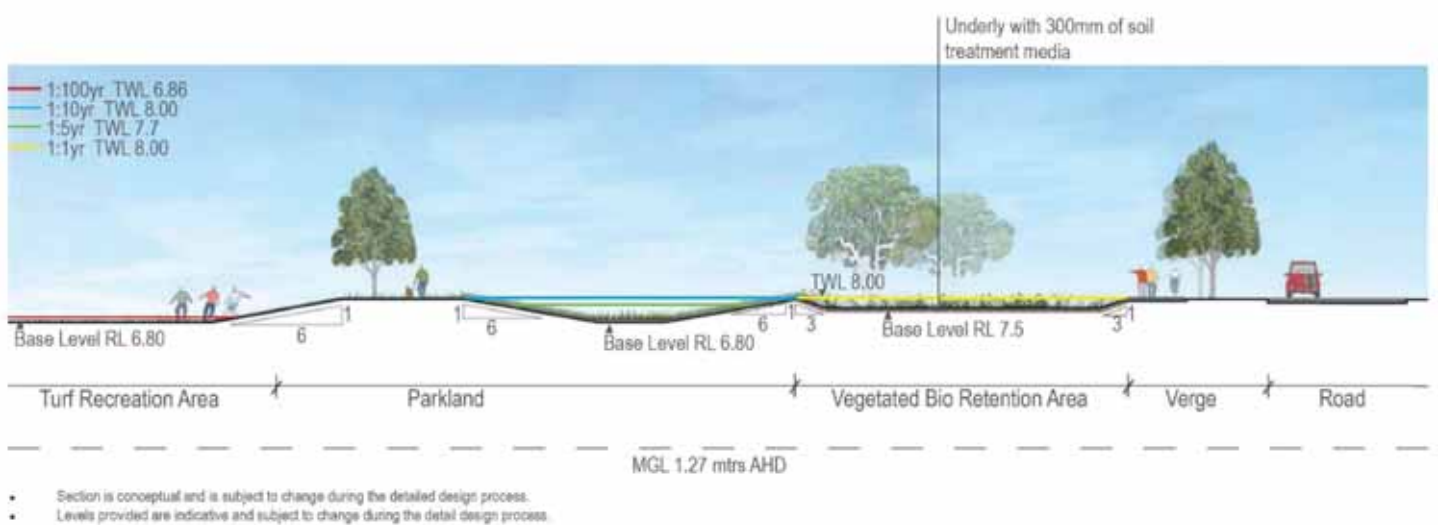 Underly with 300mm of soil
treatment media
1:100yr TWL 6.86
1:10yr TWL 8.00
1:5yr TWL 7.7
1:1yr TWL 8.00
TWL 8.00
1
1
1
1
1
6
6
6
3
3
Base Level RL 6.80
Base Level RL 6.80
Base Level RL 7.5
Turf Recreation Area
Parkland
Vegetated Bio Retention Area
Verge
Road
MGL 1.27 mtrs AHD
• Section is conceptual and is subject to change during the detailed design process.
• Levels provided are indicative and subject to change during the detail design process.